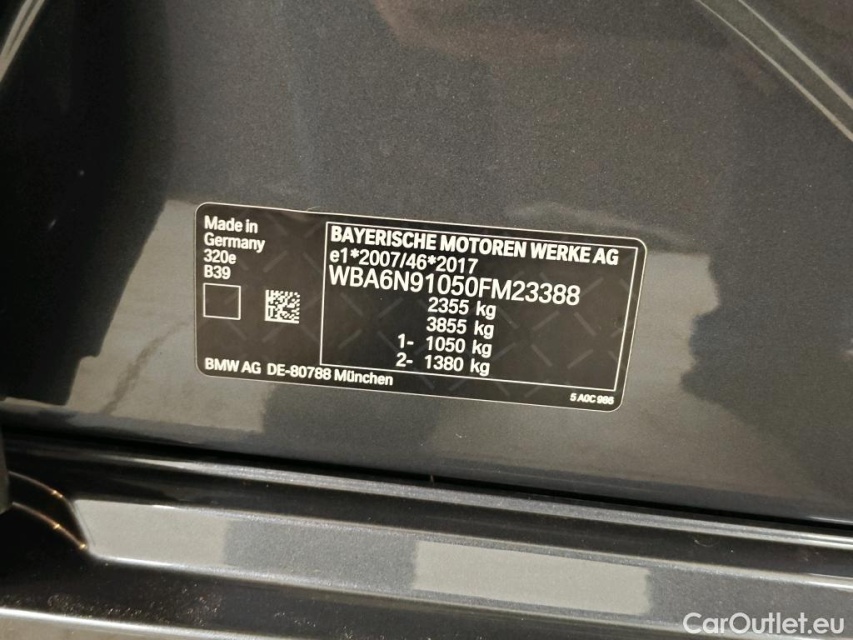 Made in
Germany
320e
B39
BAYERISCHE MOTOREN WERKE AG
e1*2007/46*2017
WBA6N91050FM23388
2355 kg
3855 kg
1- 1050 kg
2- 1380 kg
BMW AG DE-80788 München
5 A0C 986
CarOutlet.eu